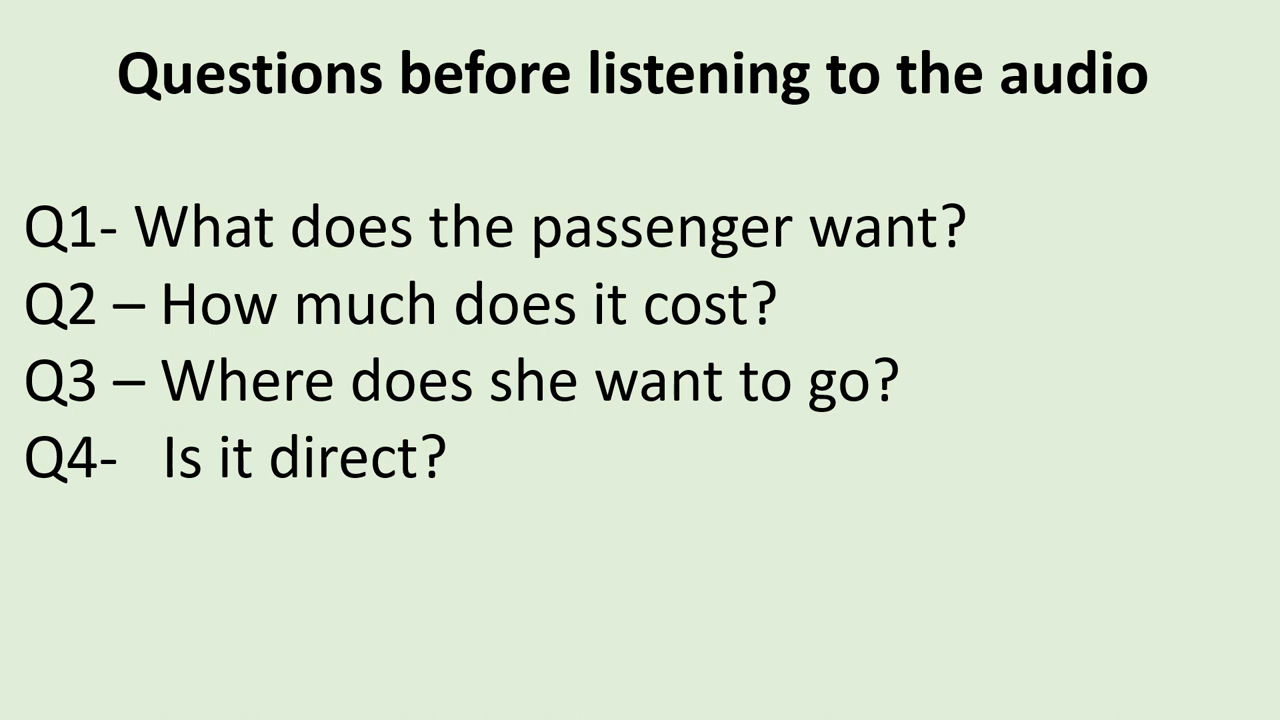 Questions before listening to the audio
Q1- What does the passenger want?
Q2 – How much does it cost?
Q3 – Where does she want to go?
Q4-   Is it direct?